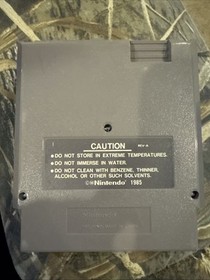 CAUTION
REV-A
• DO NOT STORE IN EXTREME TEMPERATURES.
• DO NOT IMMERSE IN WATER.
• DO NOT CLEAN WITH BENZENE, THINNER,
ALCOHOL OR OTHER SUCH SOLVENTS.
©®Nintendo 1985